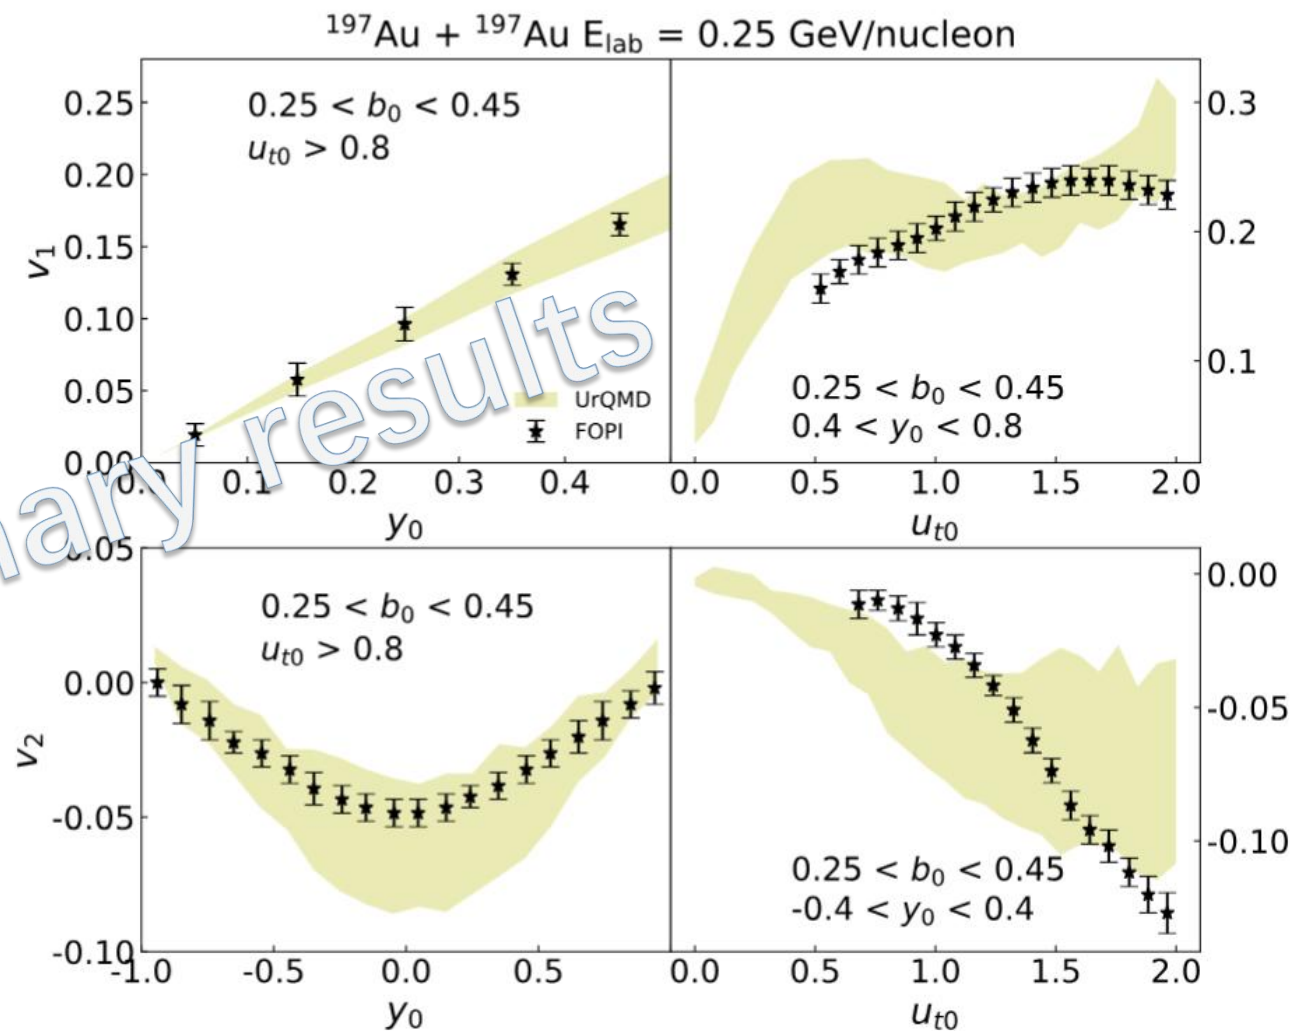 ¹⁹⁷Au + ¹⁹⁷Au E_lab = 0.25 GeV/nucleon
0.25 < b₀ < 0.45
u_t0 > 0.8
0.25
0.20
0.15
0.10
0.05
v₁
UrQMD
FOPI
0.1
0.2
0.3
0.4
y₀
0.3
0.2
0.1
0.25 < b₀ < 0.45
0.4 < y₀ < 0.8
0.0
0.5
1.0
1.5
2.0
u_t0
results
0.25 < b₀ < 0.45
u_t0 > 0.8
0.05
0.00
-0.05
-0.10
v₂
-1.0
-0.5
0.0
0.5
y₀
0.00
-0.05
-0.10
0.25 < b₀ < 0.45
-0.4 < y₀ < 0.4
0.0
0.5
1.0
1.5
2.0
u_t0